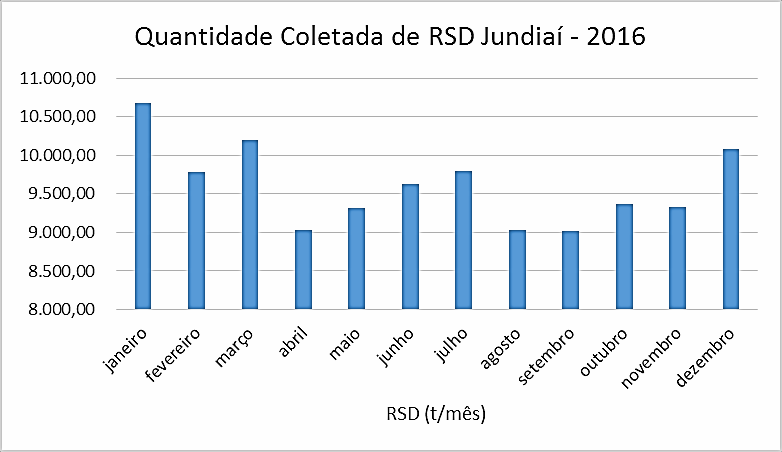 Quantidade Coletada de RSD Jundiaí - 2016
11.000,00
10.500,00
10.000,00
9.500,00
9.000,00
8.500,00
8.000,00
janeiro
fevereiro
março
abril
maio
junho
julho
agosto
setembro
outubro
novembro
dezembro
RSD (t/mês)